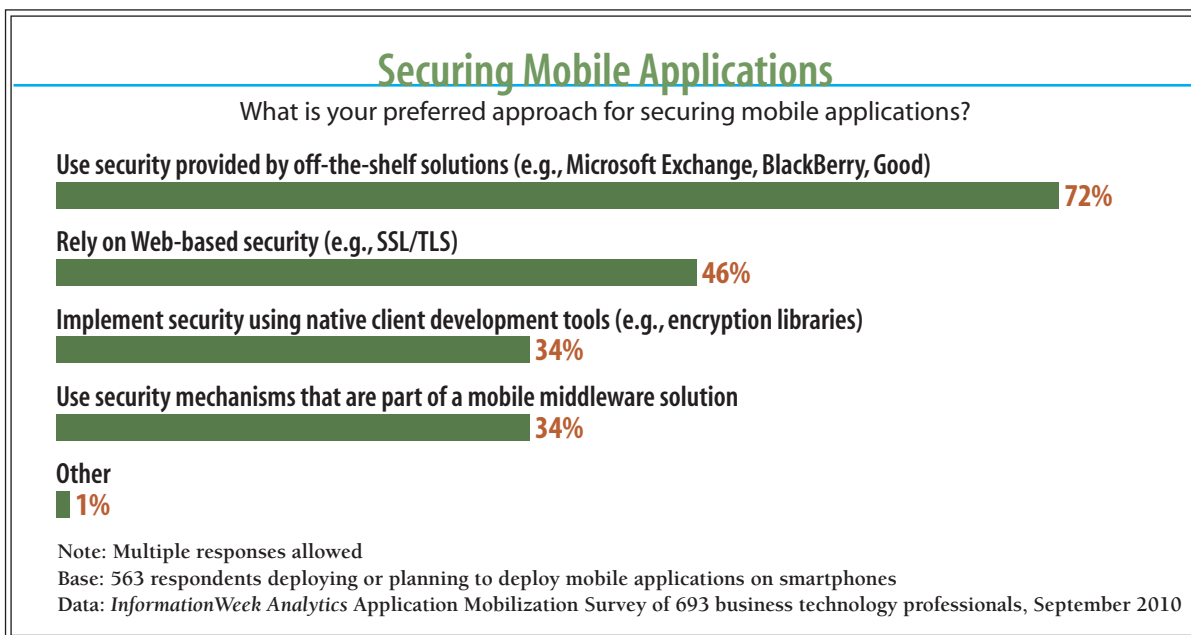 Securing Mobile Applications
What is your preferred approach for securing mobile applications?
Use security provided by off-the-shelf solutions (e.g., Microsoft Exchange, BlackBerry, Good)
72%
Rely on Web-based security (e.g., SSL/TLS)
46%
Implement security using native client development tools (e.g., encryption libraries)
34%
Use security mechanisms that are part of a mobile middleware solution
34%
Other
1%
Note: Multiple responses allowed
Base: 563 respondents deploying or planning to deploy mobile applications on smartphones
Data: InformationWeek Analytics Application Mobilization Survey of 693 business technology professionals, September 2010